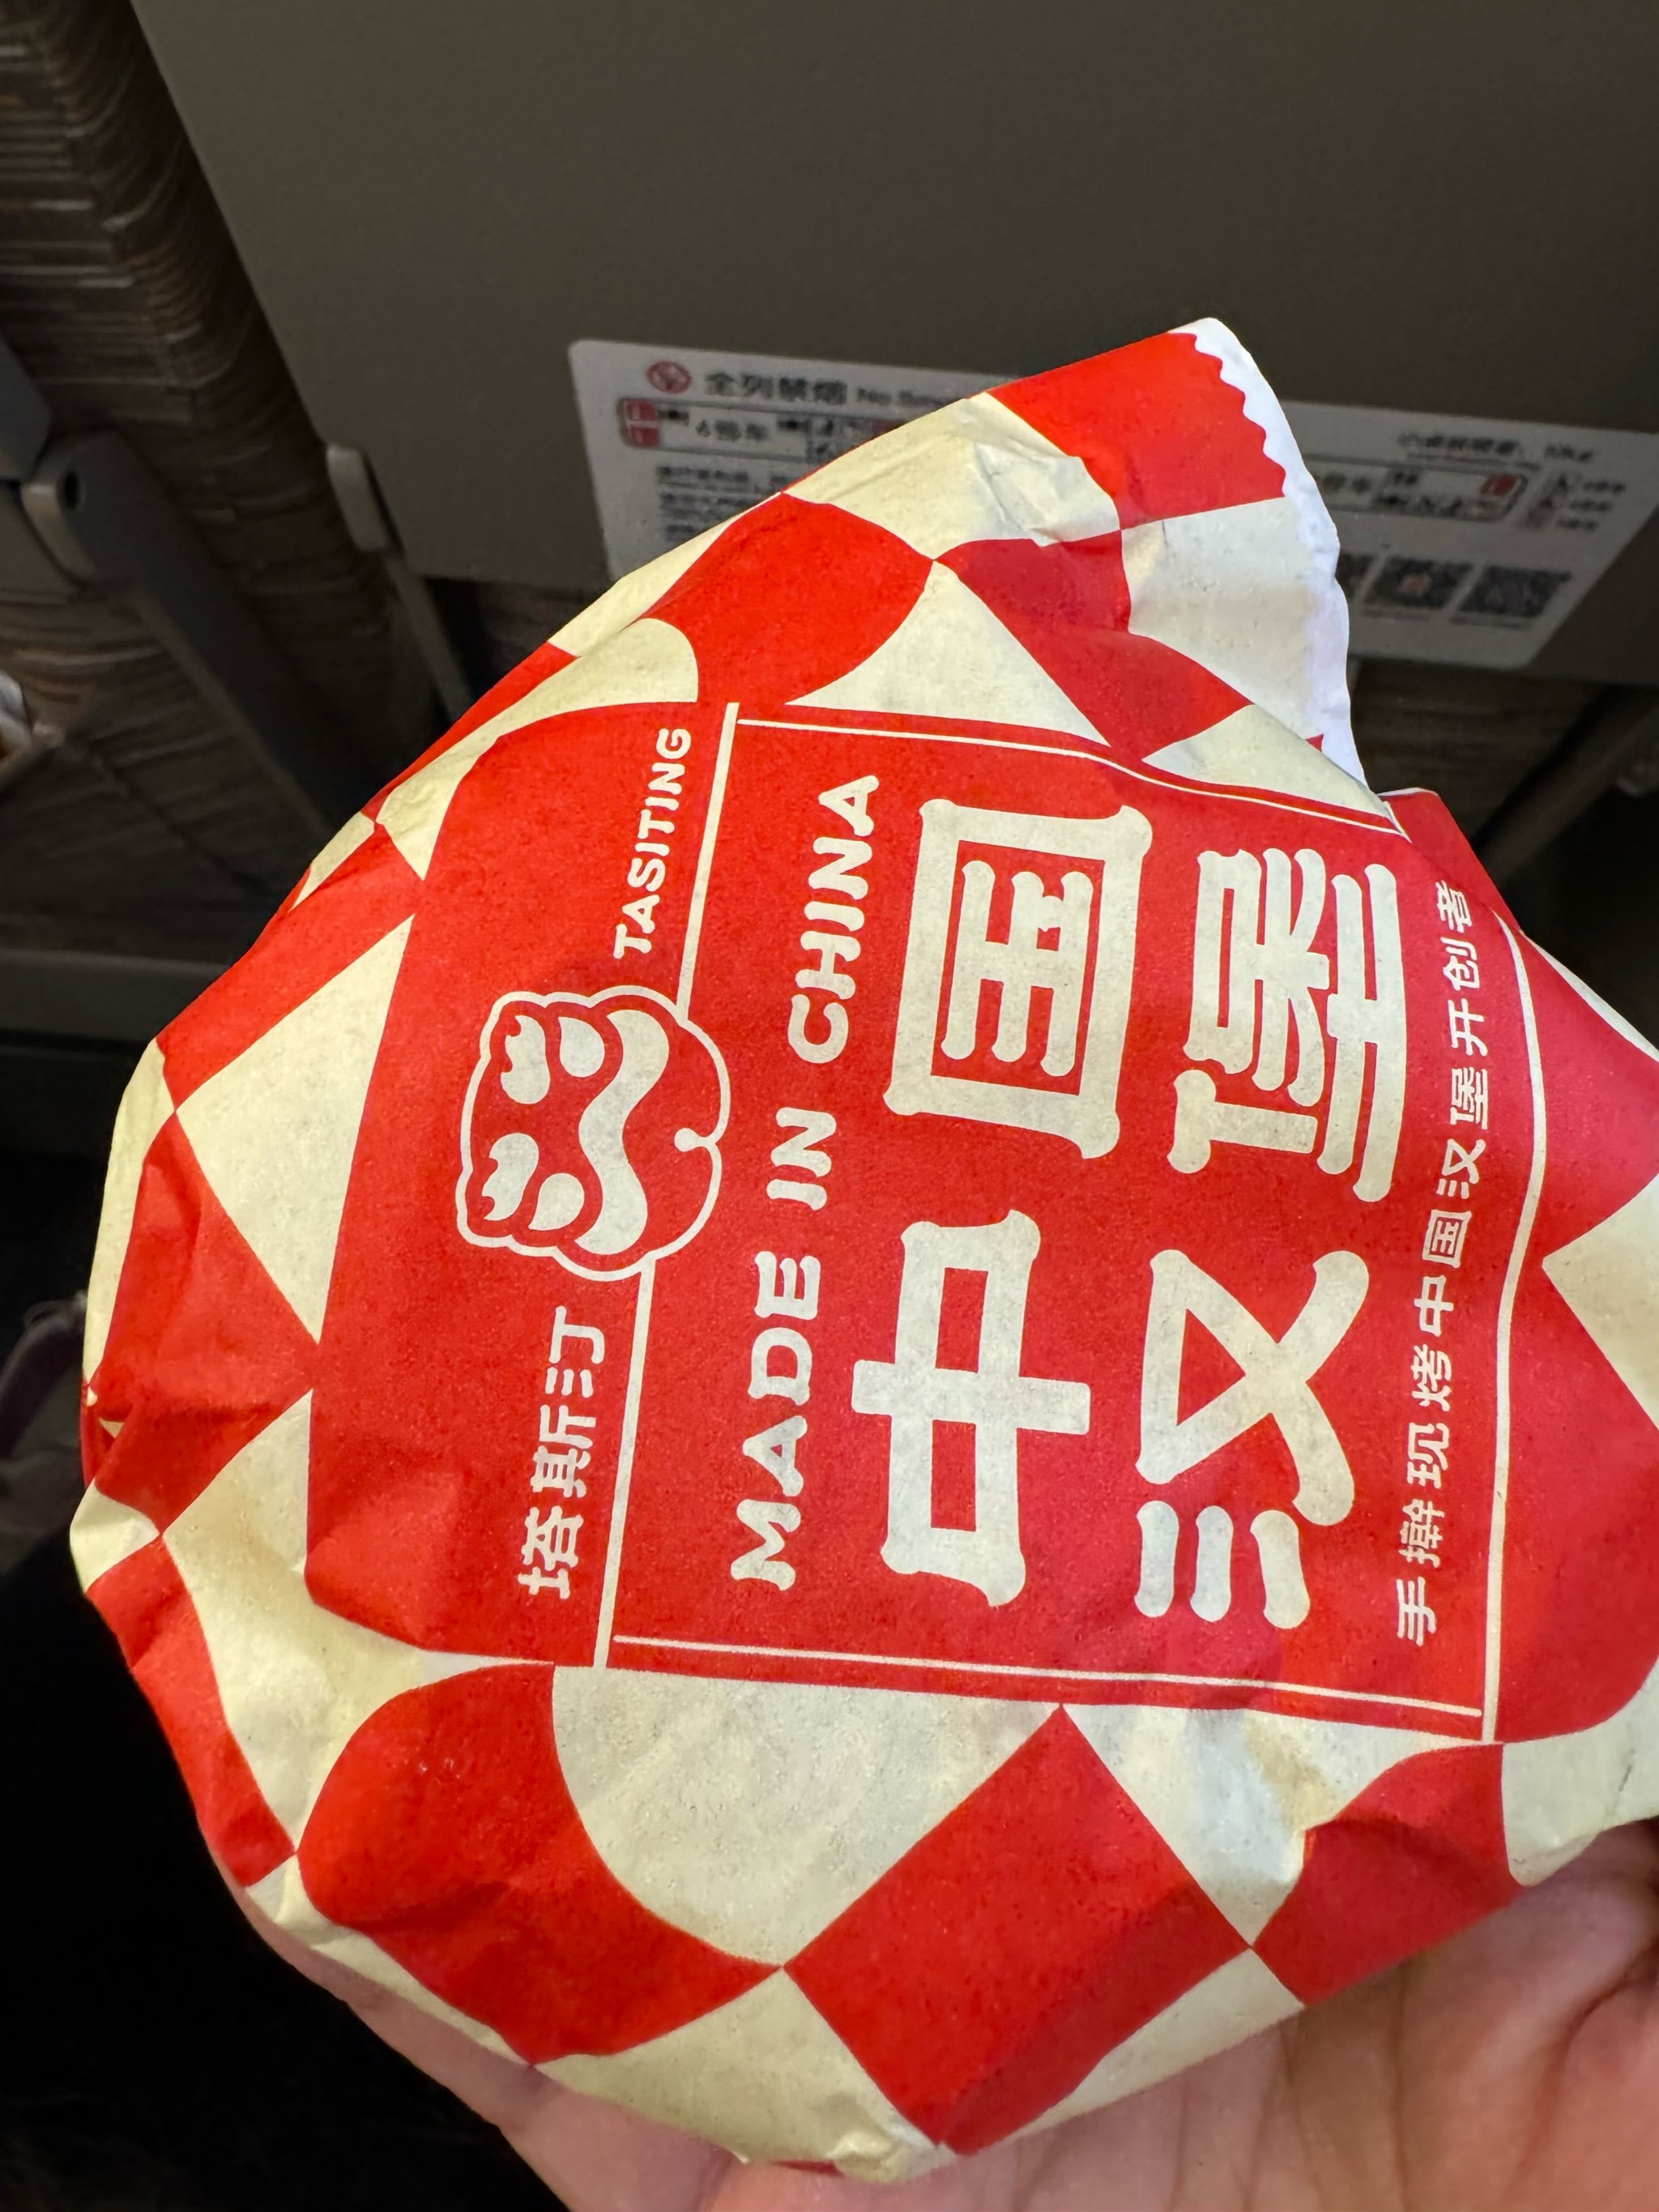 塔斯汀 TASITING
MADE IN CHINA
中国
汉堡
手擀现烤中国汉堡开创者
全列禁烟